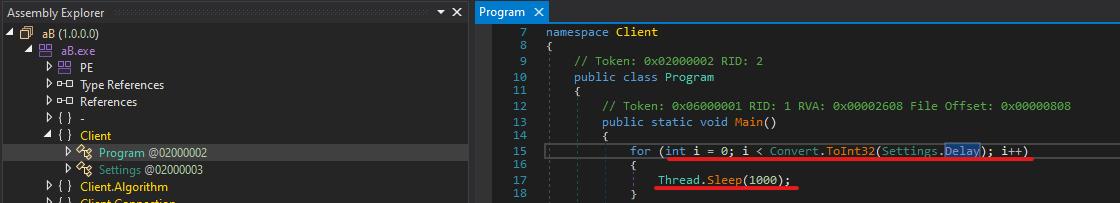 Assembly Explorer
aB (1.0.0.0)
aB.exe
PE
Type References
References
{ } -
{ } Client
Program @02000002
Settings @02000003
{ } Client.Algorithm
Program
7 namespace Client
8 {
9 // Token: 0x02000002 RID: 2
10 public class Program
11 {
12 // Token: 0x06000001 RID: 1 RVA: 0x00002608 File Offset: 0x00000808
13 public static void Main()
14 {
15 for (int i = 0; i < Convert.ToInt32(Settings.Delay); i++)
16 {
17 Thread.Sleep(1000);
18 }